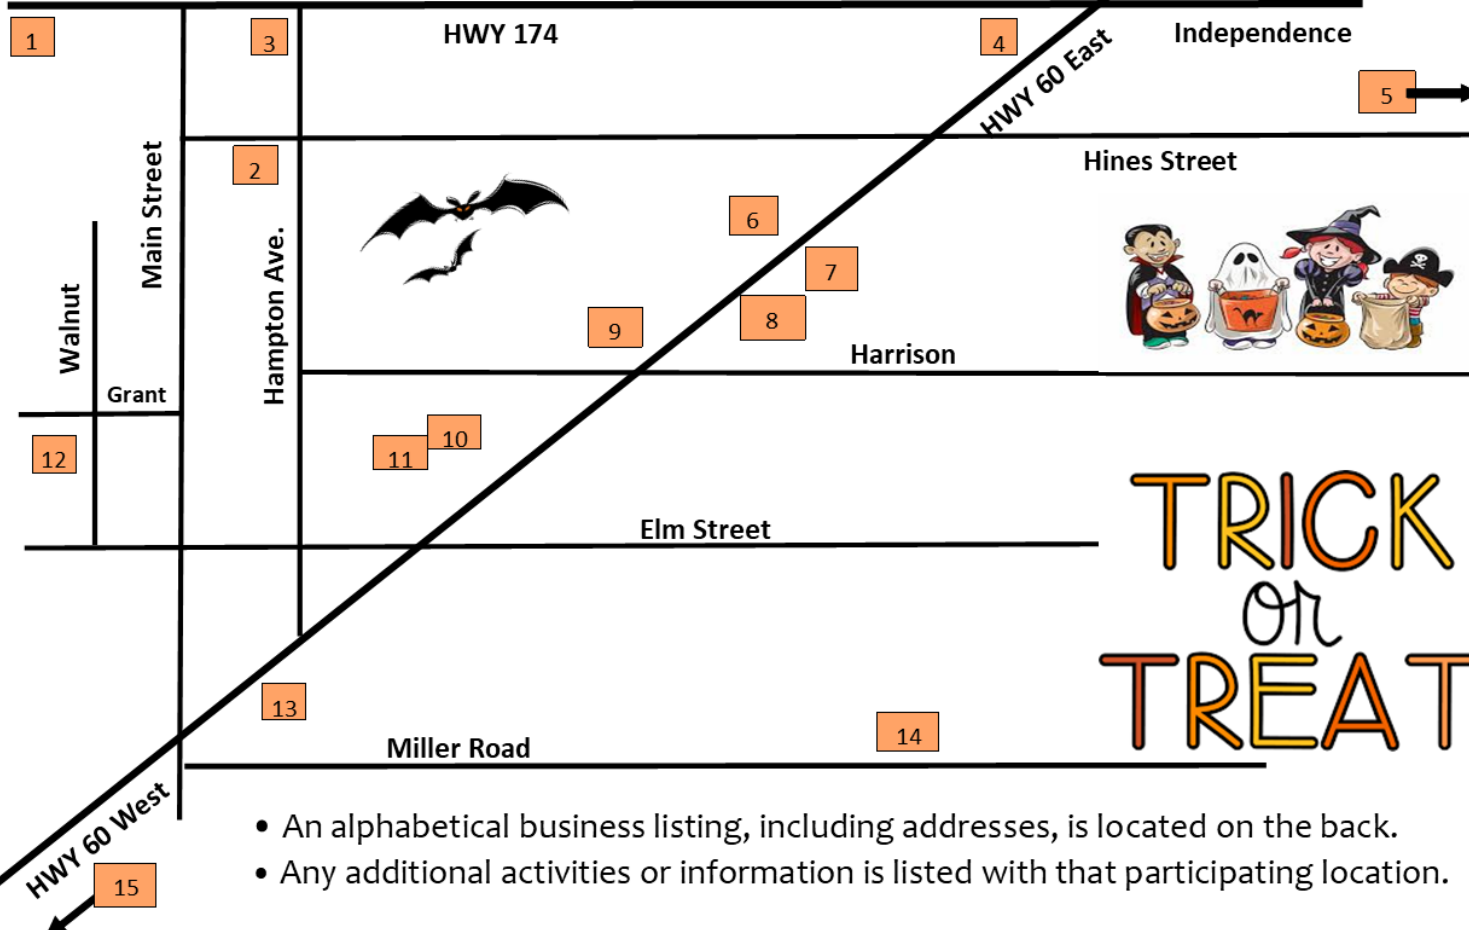 1
3
HWY 174
4
HWY 60 East
Independence
5
Main Street
2
Hines Street
Hampton Ave.
6
7
Walnut
9
8
Harrison
Grant
12
11
10
Elm Street
TRICK
or
TREAT
13
14
Miller Road
HWY 60 West
15
• An alphabetical business listing, including addresses, is located on the back.
• Any additional activities or information is listed with that participating location.